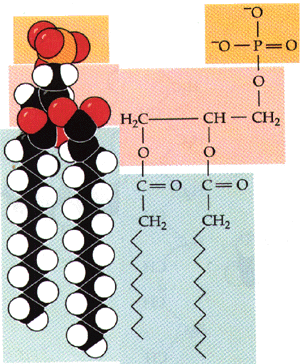 ⁻O
⁻O—P=O
O
H₂C—CH—CH₂
O O
C=O C=O
CH₂ CH₂